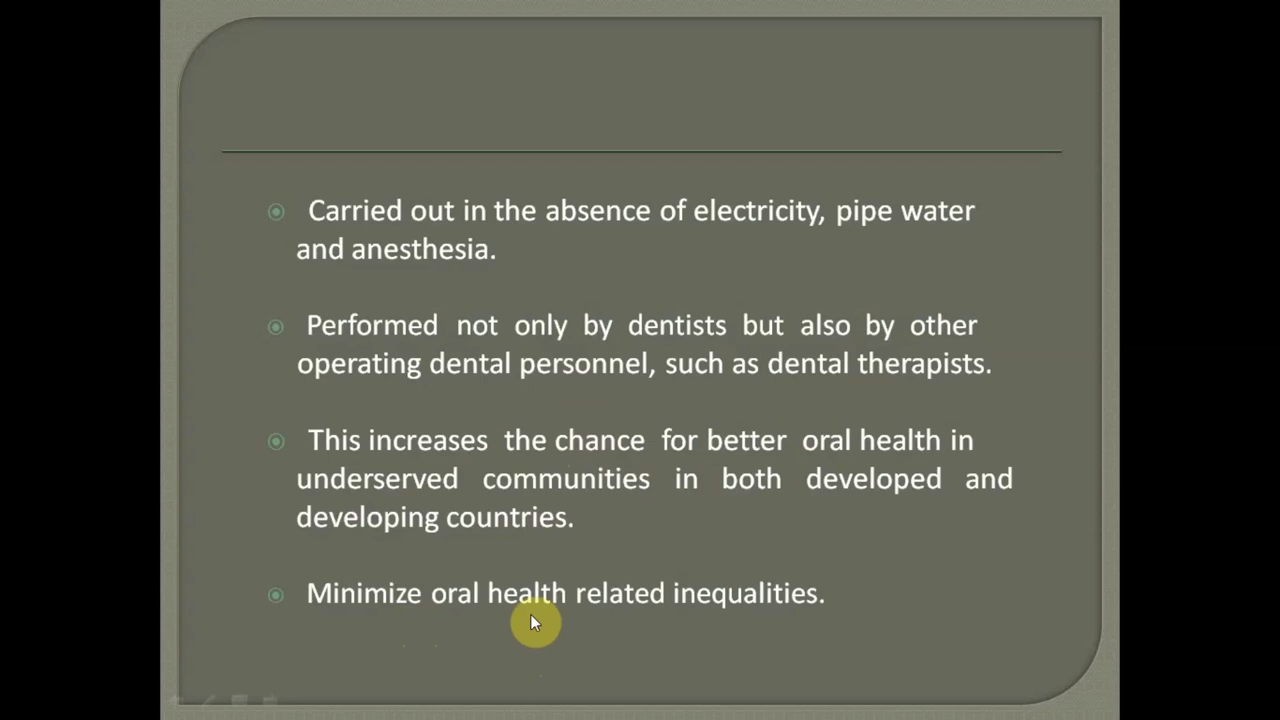 Carried out in the absence of electricity, pipe water
and anesthesia.
Performed not only by dentists but also by other
operating dental personnel, such as dental therapists.
This increases the chance for better oral health in
underserved communities in both developed and
developing countries.
Minimize oral health related inequalities.